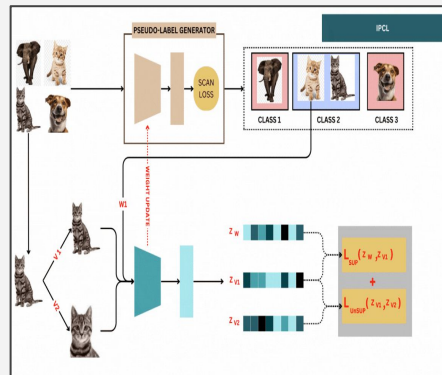 IPCL
PSEUDO-LABEL GENERATOR
SCAN
LOSS
CLASS 1
CLASS 2
CLASS 3
WEIGHT UPDATE
W1
V1
V2
Z W
Z V1
Z V2
L SUP (Z W , Z V1)
+
L UnSUP (Z V1 , Z V2)